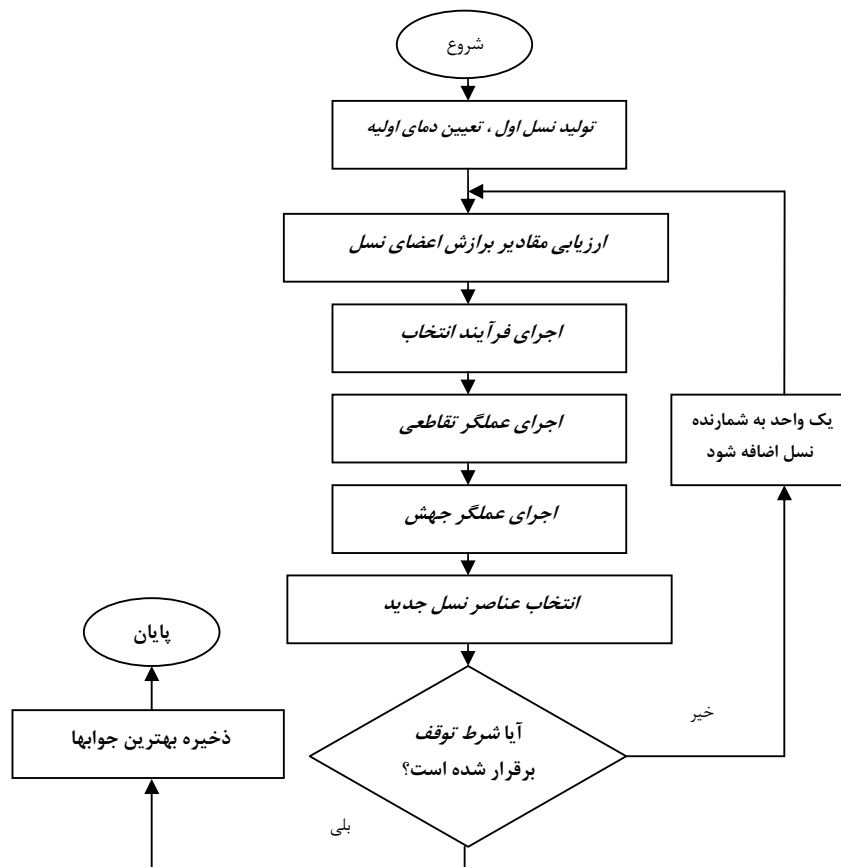 شروع
تولید نسل اول ، تعیین دمای اولیه
ارزیابی مقادیر برازش اعضای نسل
اجرای فرآیند انتخاب
اجرای عملگر تقاطعی
یک واحد به شمارنده
نسل اضافه شود
اجرای عملگر جهش
انتخاب عناصر نسل جدید
پایان
آیا شرط توقف
برقرار شده است؟
خیر
ذخیره بهترین جوابها
بلی